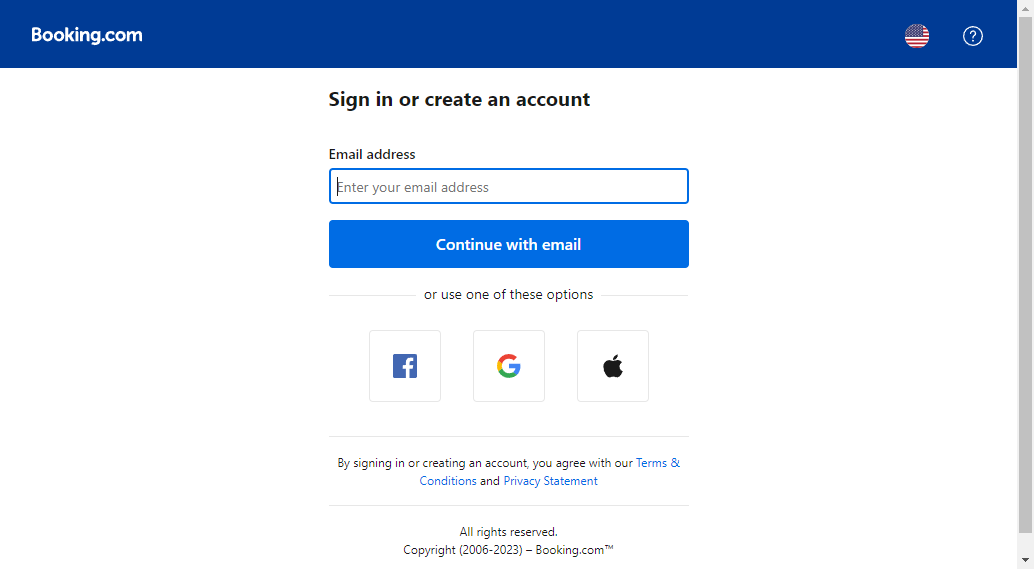 Booking.com
Sign in or create an account
Email address
Enter your email address
Continue with email
or use one of these options
By signing in or creating an account, you agree with our Terms &
Conditions and Privacy Statement
All rights reserved.
Copyright (2006-2023) – Booking.com™